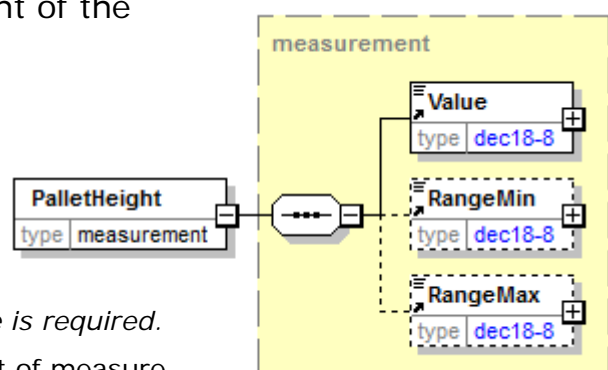 nt of the
measurement
Value
type dec18-8
PalletHeight
type measurement
RangeMin
type dec18-8
RangeMax
type dec18-8
e is required.
t of measure